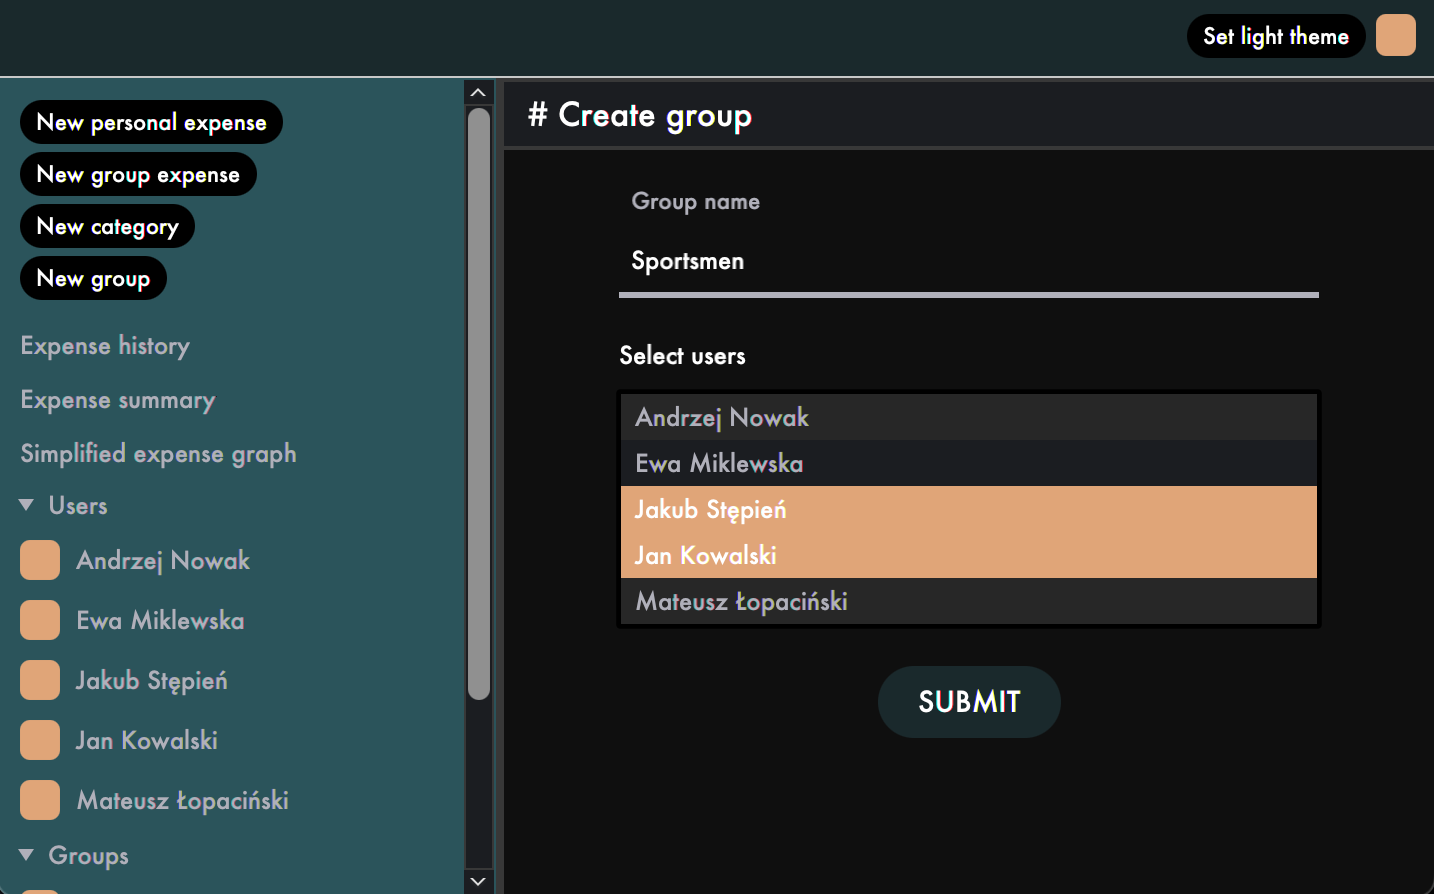 Set light theme
New personal expense
New group expense
New category
New group
Expense history
Expense summary
Simplified expense graph
Users
Andrzej Nowak
Ewa Miklewska
Jakub Stępień
Jan Kowalski
Mateusz Łopaciński
Groups
# Create group
Group name
Sportsmen
Select users
Andrzej Nowak
Ewa Miklewska
Jakub Stępień
Jan Kowalski
Mateusz Łopaciński
SUBMIT